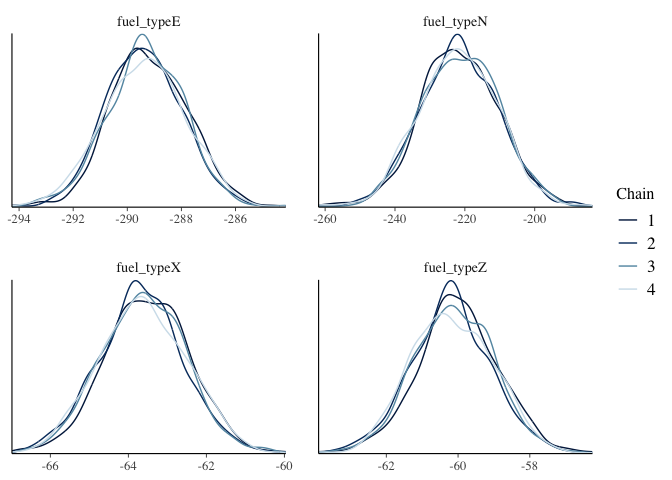 fuel_typeE
fuel_typeN
-294 -292 -290 -288 -286
-260 -240 -220 -200
Chain
1
2
3
4
fuel_typeX
fuel_typeZ
-66 -64 -62 -60
-62 -60 -58